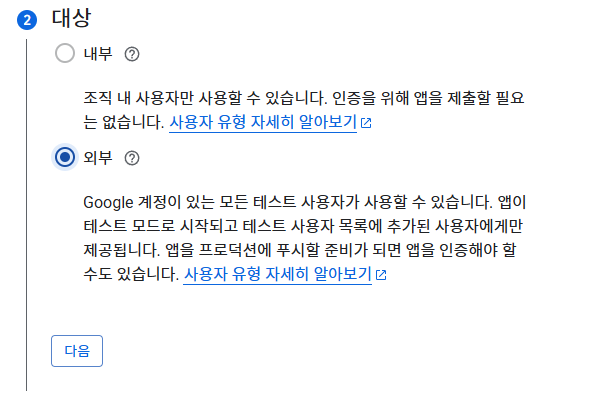 2 대상
내부
조직 내 사용자만 사용할 수 있습니다. 인증을 위해 앱을 제출할 필요
는 없습니다. 사용자 유형 자세히 알아보기
외부
Google 계정이 있는 모든 테스트 사용자가 사용할 수 있습니다. 앱이
테스트 모드로 시작되고 테스트 사용자 목록에 추가된 사용자에게만
제공됩니다. 앱을 프로덕션에 푸시할 준비가 되면 앱을 인증해야 할
수도 있습니다. 사용자 유형 자세히 알아보기
다음